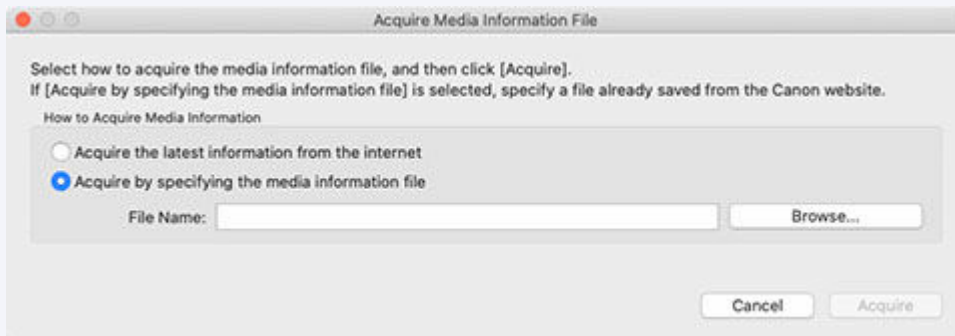 Acquire Media Information File
Select how to acquire the media information file, and then click [Acquire].
If [Acquire by specifying the media information file] is selected, specify a file already saved from the Canon website.
How to Acquire Media Information
Acquire the latest information from the internet
Acquire by specifying the media information file
File Name:
Browse...
Cancel
Acquire